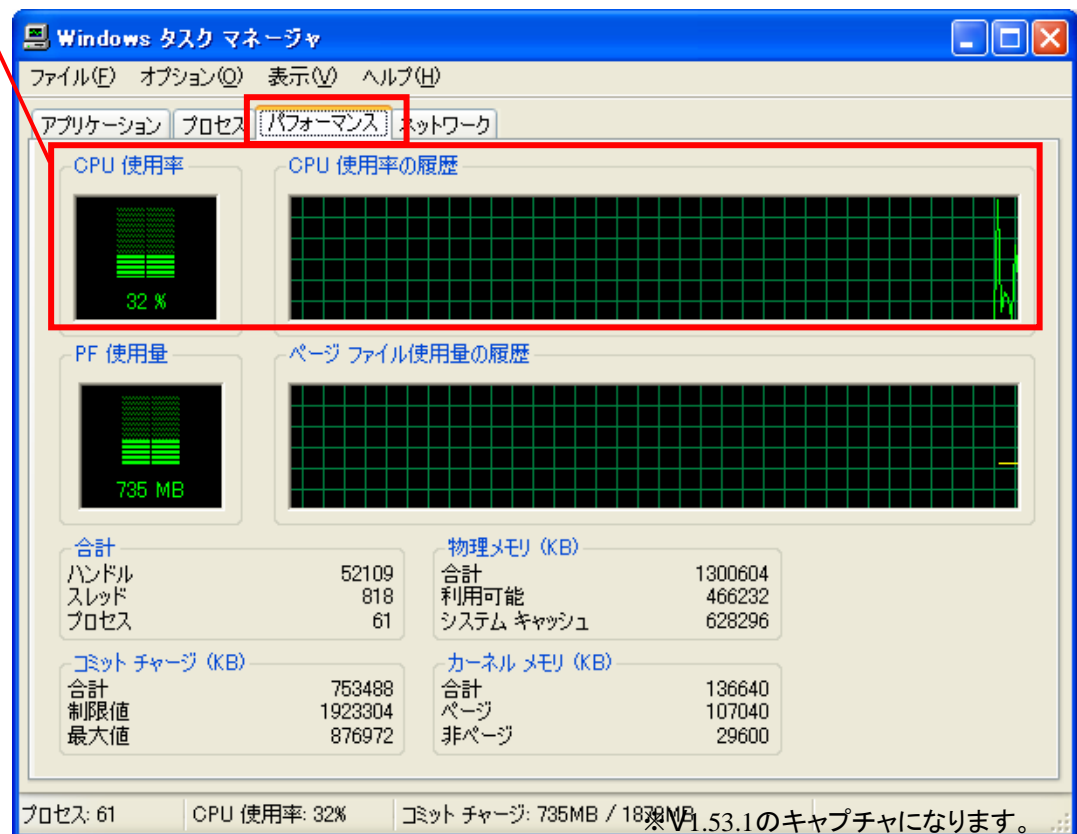 Windows タスク マネージャ
ファイル(F) オプション(O) 表示(V) ヘルプ(H)
アプリケーション プロセス パフォーマンス ネットワーク
CPU 使用率 CPU 使用率の履歴
32 %
PF 使用量 ページ ファイル使用量の履歴
735 MB
合計 物理メモリ (KB)
ハンドル 52109 合計 1300604
スレッド 818 利用可能 466232
プロセス 61 システム キャッシュ 628296
コミット チャージ (KB) カーネル メモリ (KB)
合計 753488 合計 136640
制限値 1923304 ページ 107040
最大値 876972 非ページ 29600
プロセス: 61 CPU 使用率: 32% コミット チャージ: 735MB / 1878MB
※V1.53.1のキャプチャになります。